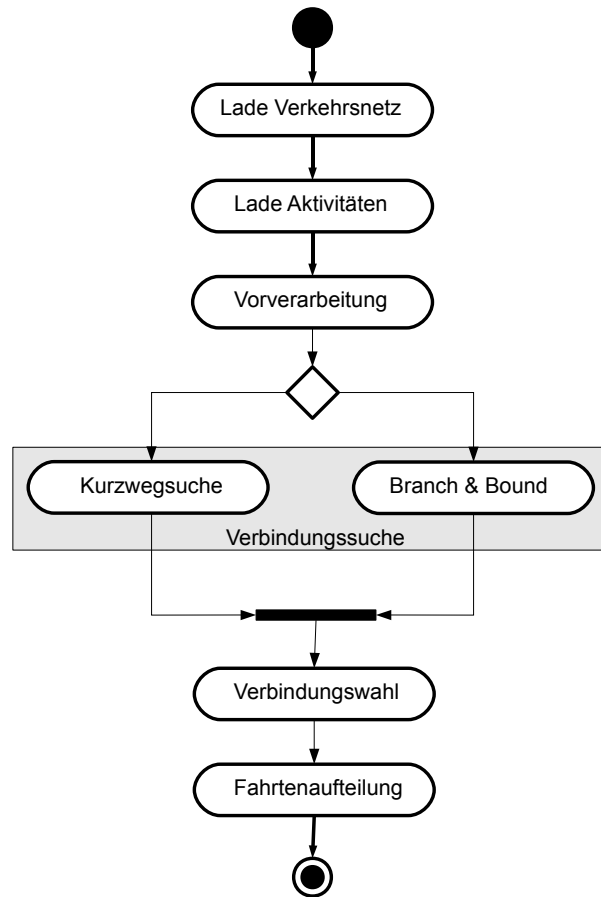 Lade Verkehrsnetz
Lade Aktivitäten
Vorverarbeitung
Kurzwegsuche
Branch & Bound
Verbindungssuche
Verbindungswahl
Fahrtenaufteilung